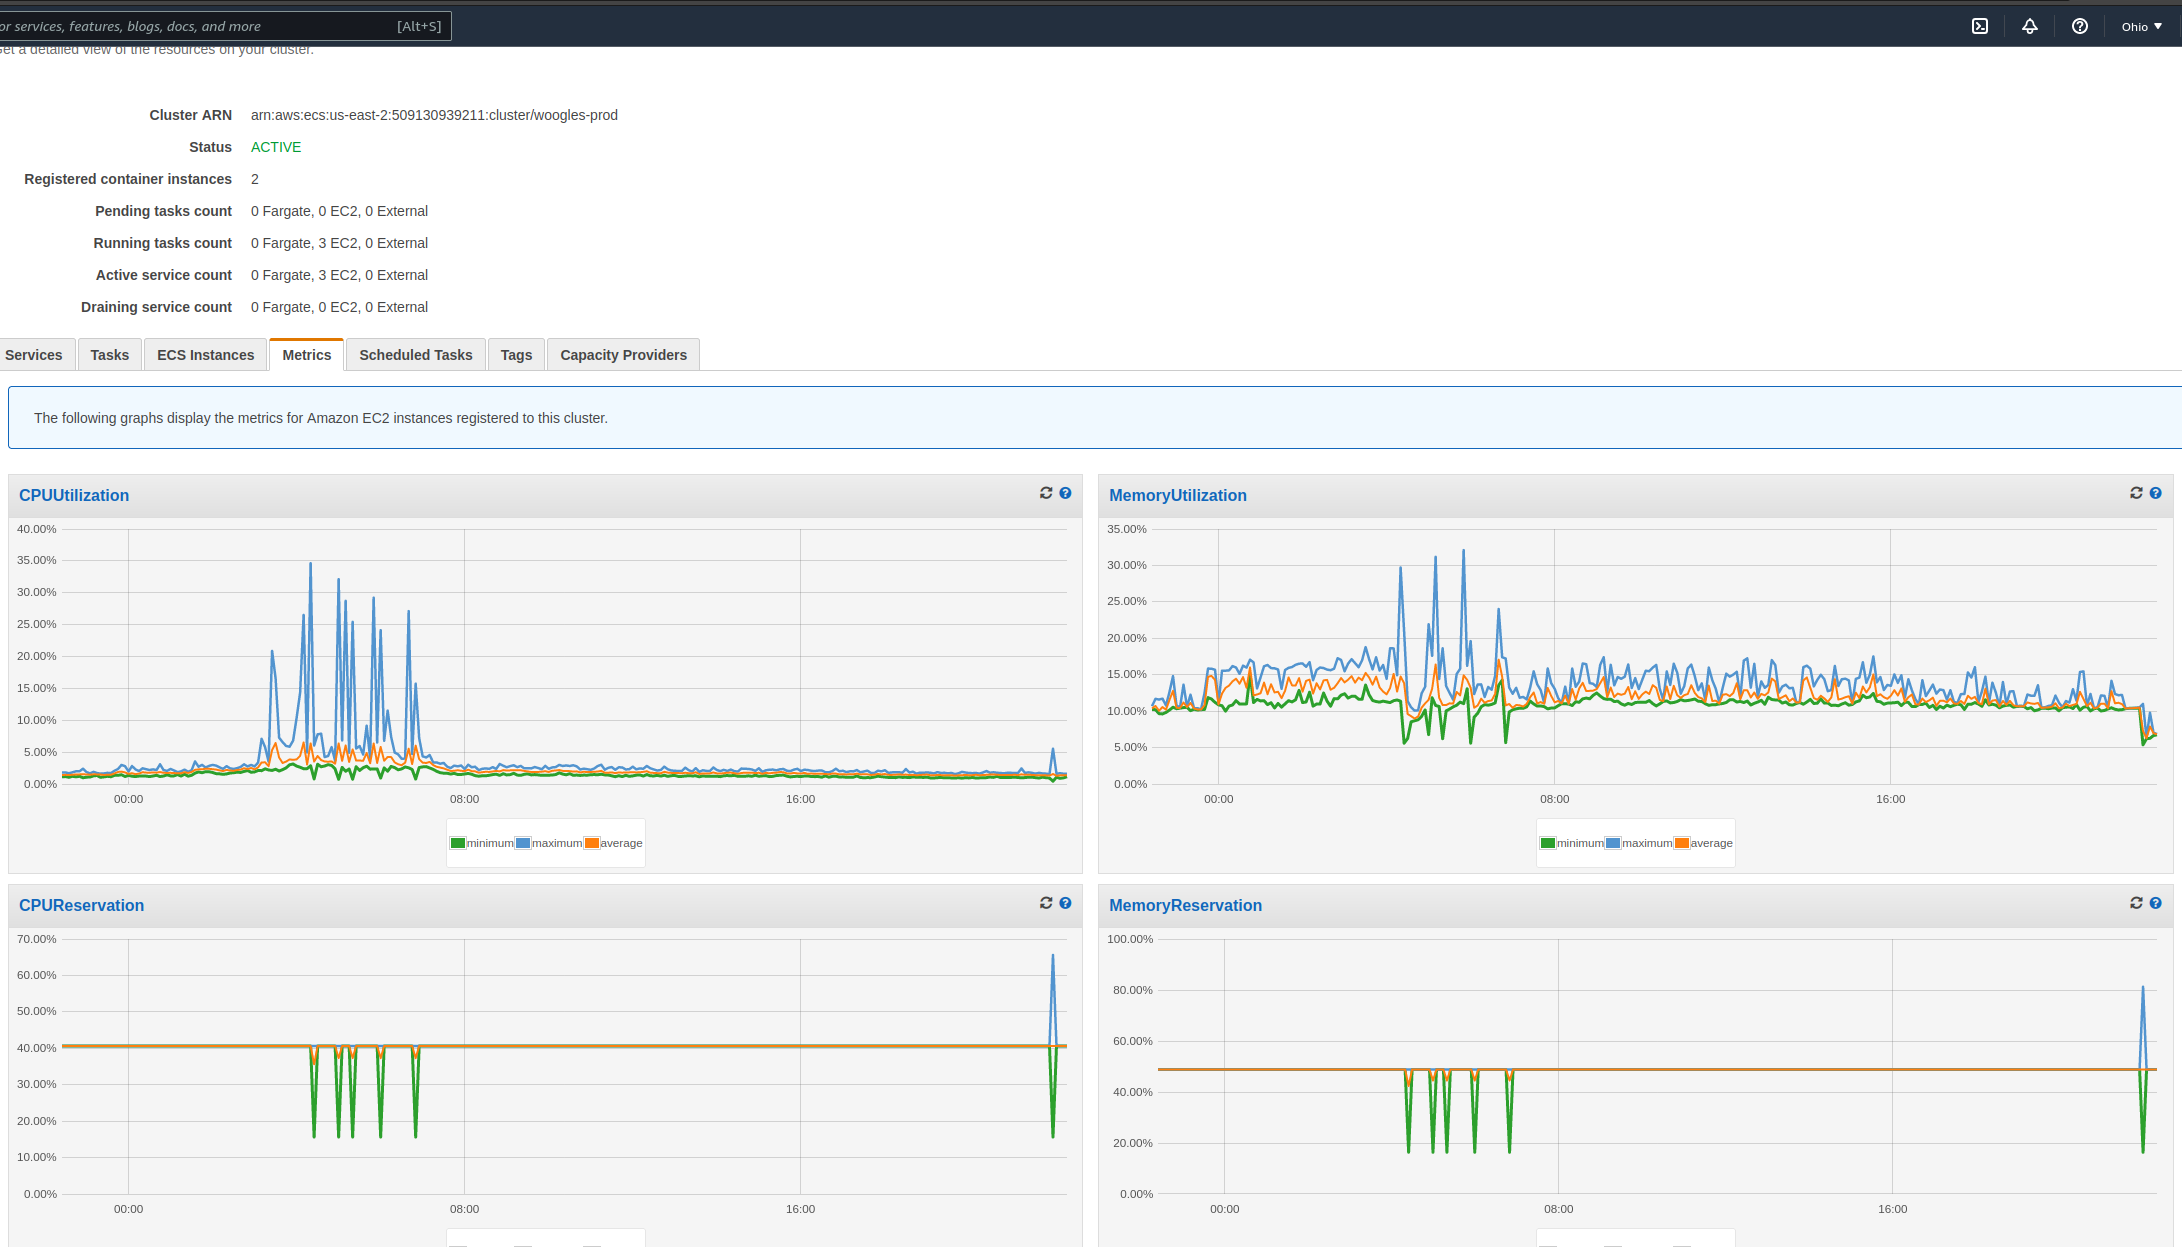 or services, features, blogs, docs, and more [Alt+S] Ohio
Get a detailed view of the resources on your cluster.
Cluster ARN arn:aws:ecs:us-east-2:509130939211:cluster/woogles-prod
Status ACTIVE
Registered container instances 2
Pending tasks count 0 Fargate, 0 EC2, 0 External
Running tasks count 0 Fargate, 3 EC2, 0 External
Active service count 0 Fargate, 3 EC2, 0 External
Draining service count 0 Fargate, 0 EC2, 0 External
Services Tasks ECS Instances Metrics Scheduled Tasks Tags Capacity Providers
The following graphs display the metrics for Amazon EC2 instances registered to this cluster.
CPUUtilization
40.00%
35.00%
30.00%
25.00%
20.00%
15.00%
10.00%
5.00%
0.00%
00:00 08:00 16:00
minimum maximum average
MemoryUtilization
35.00%
30.00%
25.00%
20.00%
15.00%
10.00%
5.00%
0.00%
00:00 08:00 16:00
minimum maximum average
CPUReservation
70.00%
60.00%
50.00%
40.00%
30.00%
20.00%
10.00%
0.00%
00:00 08:00 16:00
MemoryReservation
100.00%
80.00%
60.00%
40.00%
20.00%
0.00%
00:00 08:00 16:00